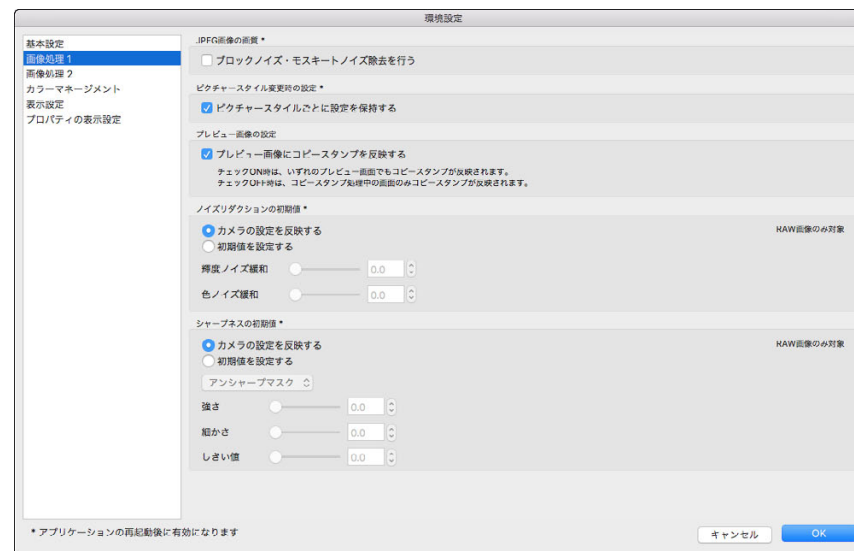 環境設定
基本設定
画像処理 1
画像処理 2
カラーマネージメント
表示設定
プロパティの表示設定
JPEG画像の画質 *
ブロックノイズ・モスキートノイズ除去を行う
ピクチャースタイル変更時の設定 *
ピクチャースタイルごとに設定を保持する
プレビュー画像の設定
プレビュー画像にコピースタンプを反映する
チェックON時は、いずれのプレビュー画面でもコピースタンプが反映されます。
チェックOFF時は、コピースタンプ処理中の画面のみコピースタンプが反映されます。
ノイズリダクションの初期値 *
カメラの設定を反映する RAW画像のみ対象
初期値を設定する
輝度ノイズ緩和 0.0
色ノイズ緩和 0.0
シャープネスの初期値 *
カメラの設定を反映する RAW画像のみ対象
初期値を設定する
アンシャープマスク
強さ 0.0
細かさ 0.0
しきい値 0.0
* アプリケーションの再起動後に有効になります
キャンセル OK